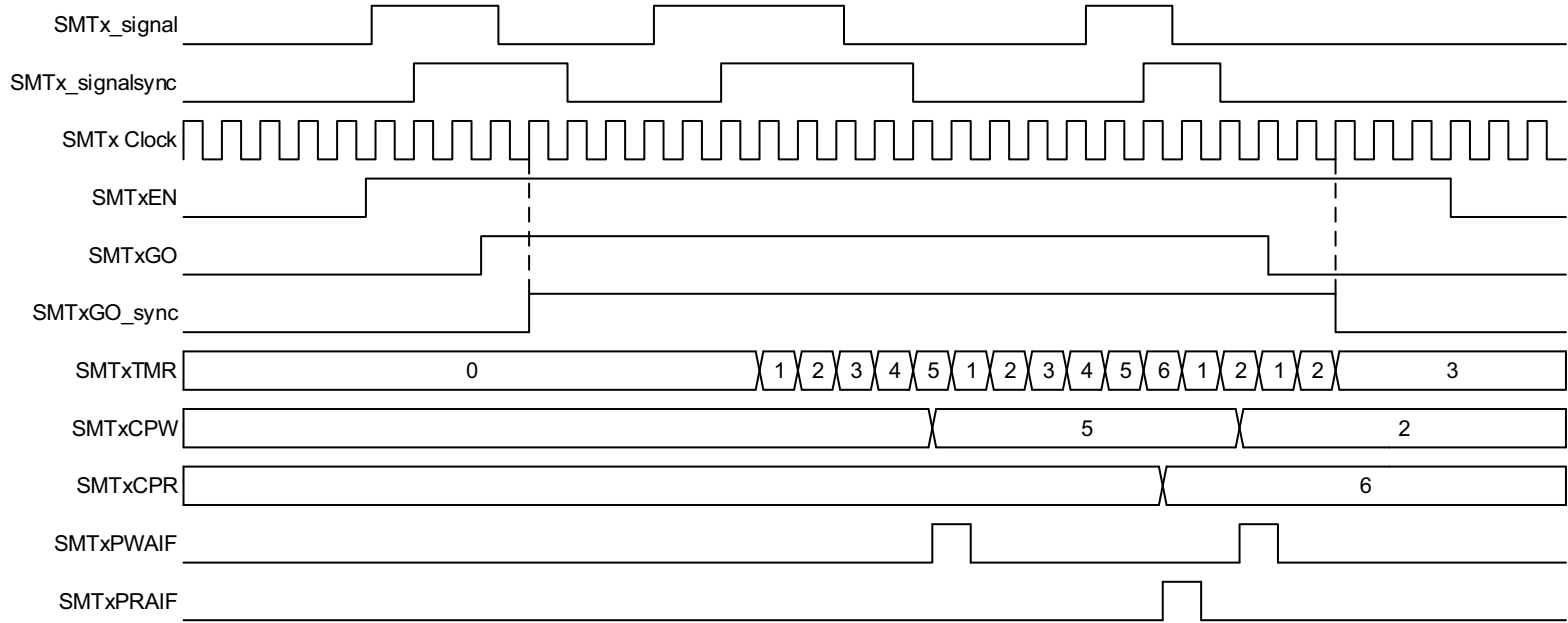 SMTx_signal
SMTx_signalsync
SMTx Clock
SMTxEN
SMTxGO
SMTxGO_sync
SMTxTMR 0 1 2 3 4 5 1 2 3 4 5 6 1 2 1 2 3
SMTxCPW 5 2
SMTxCPR 6
SMTxPWAIF
SMTxPRAIF